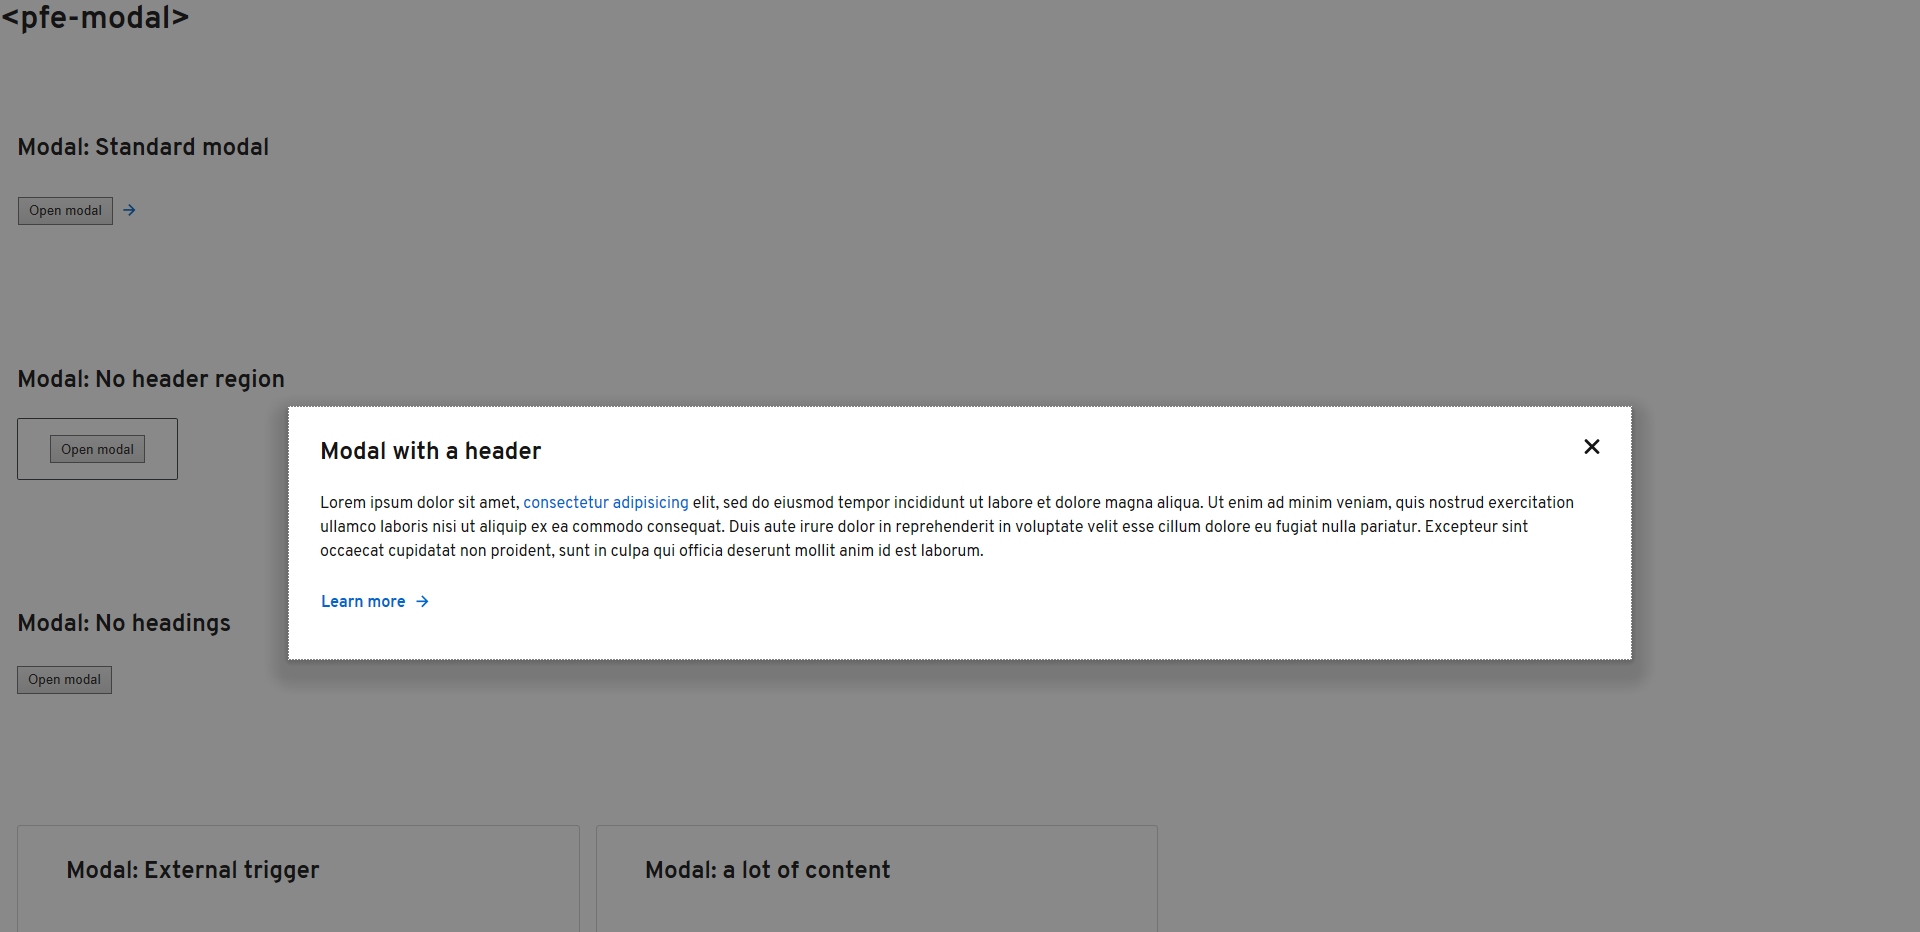 <pfe-modal>
Modal: Standard modal
Open modal
Modal: No header region
Open modal
Modal with a header
Lorem ipsum dolor sit amet, consectetur adipisicing elit, sed do eiusmod tempor incididunt ut labore et dolore magna aliqua. Ut enim ad minim veniam, quis nostrud exercitation
ullamco laboris nisi ut aliquip ex ea commodo consequat. Duis aute irure dolor in reprehenderit in voluptate velit esse cillum dolore eu fugiat nulla pariatur. Excepteur sint
occaecat cupidatat non proident, sunt in culpa qui officia deserunt mollit anim id est laborum.
Learn more
Modal: No headings
Open modal
Modal: External trigger
Modal: a lot of content